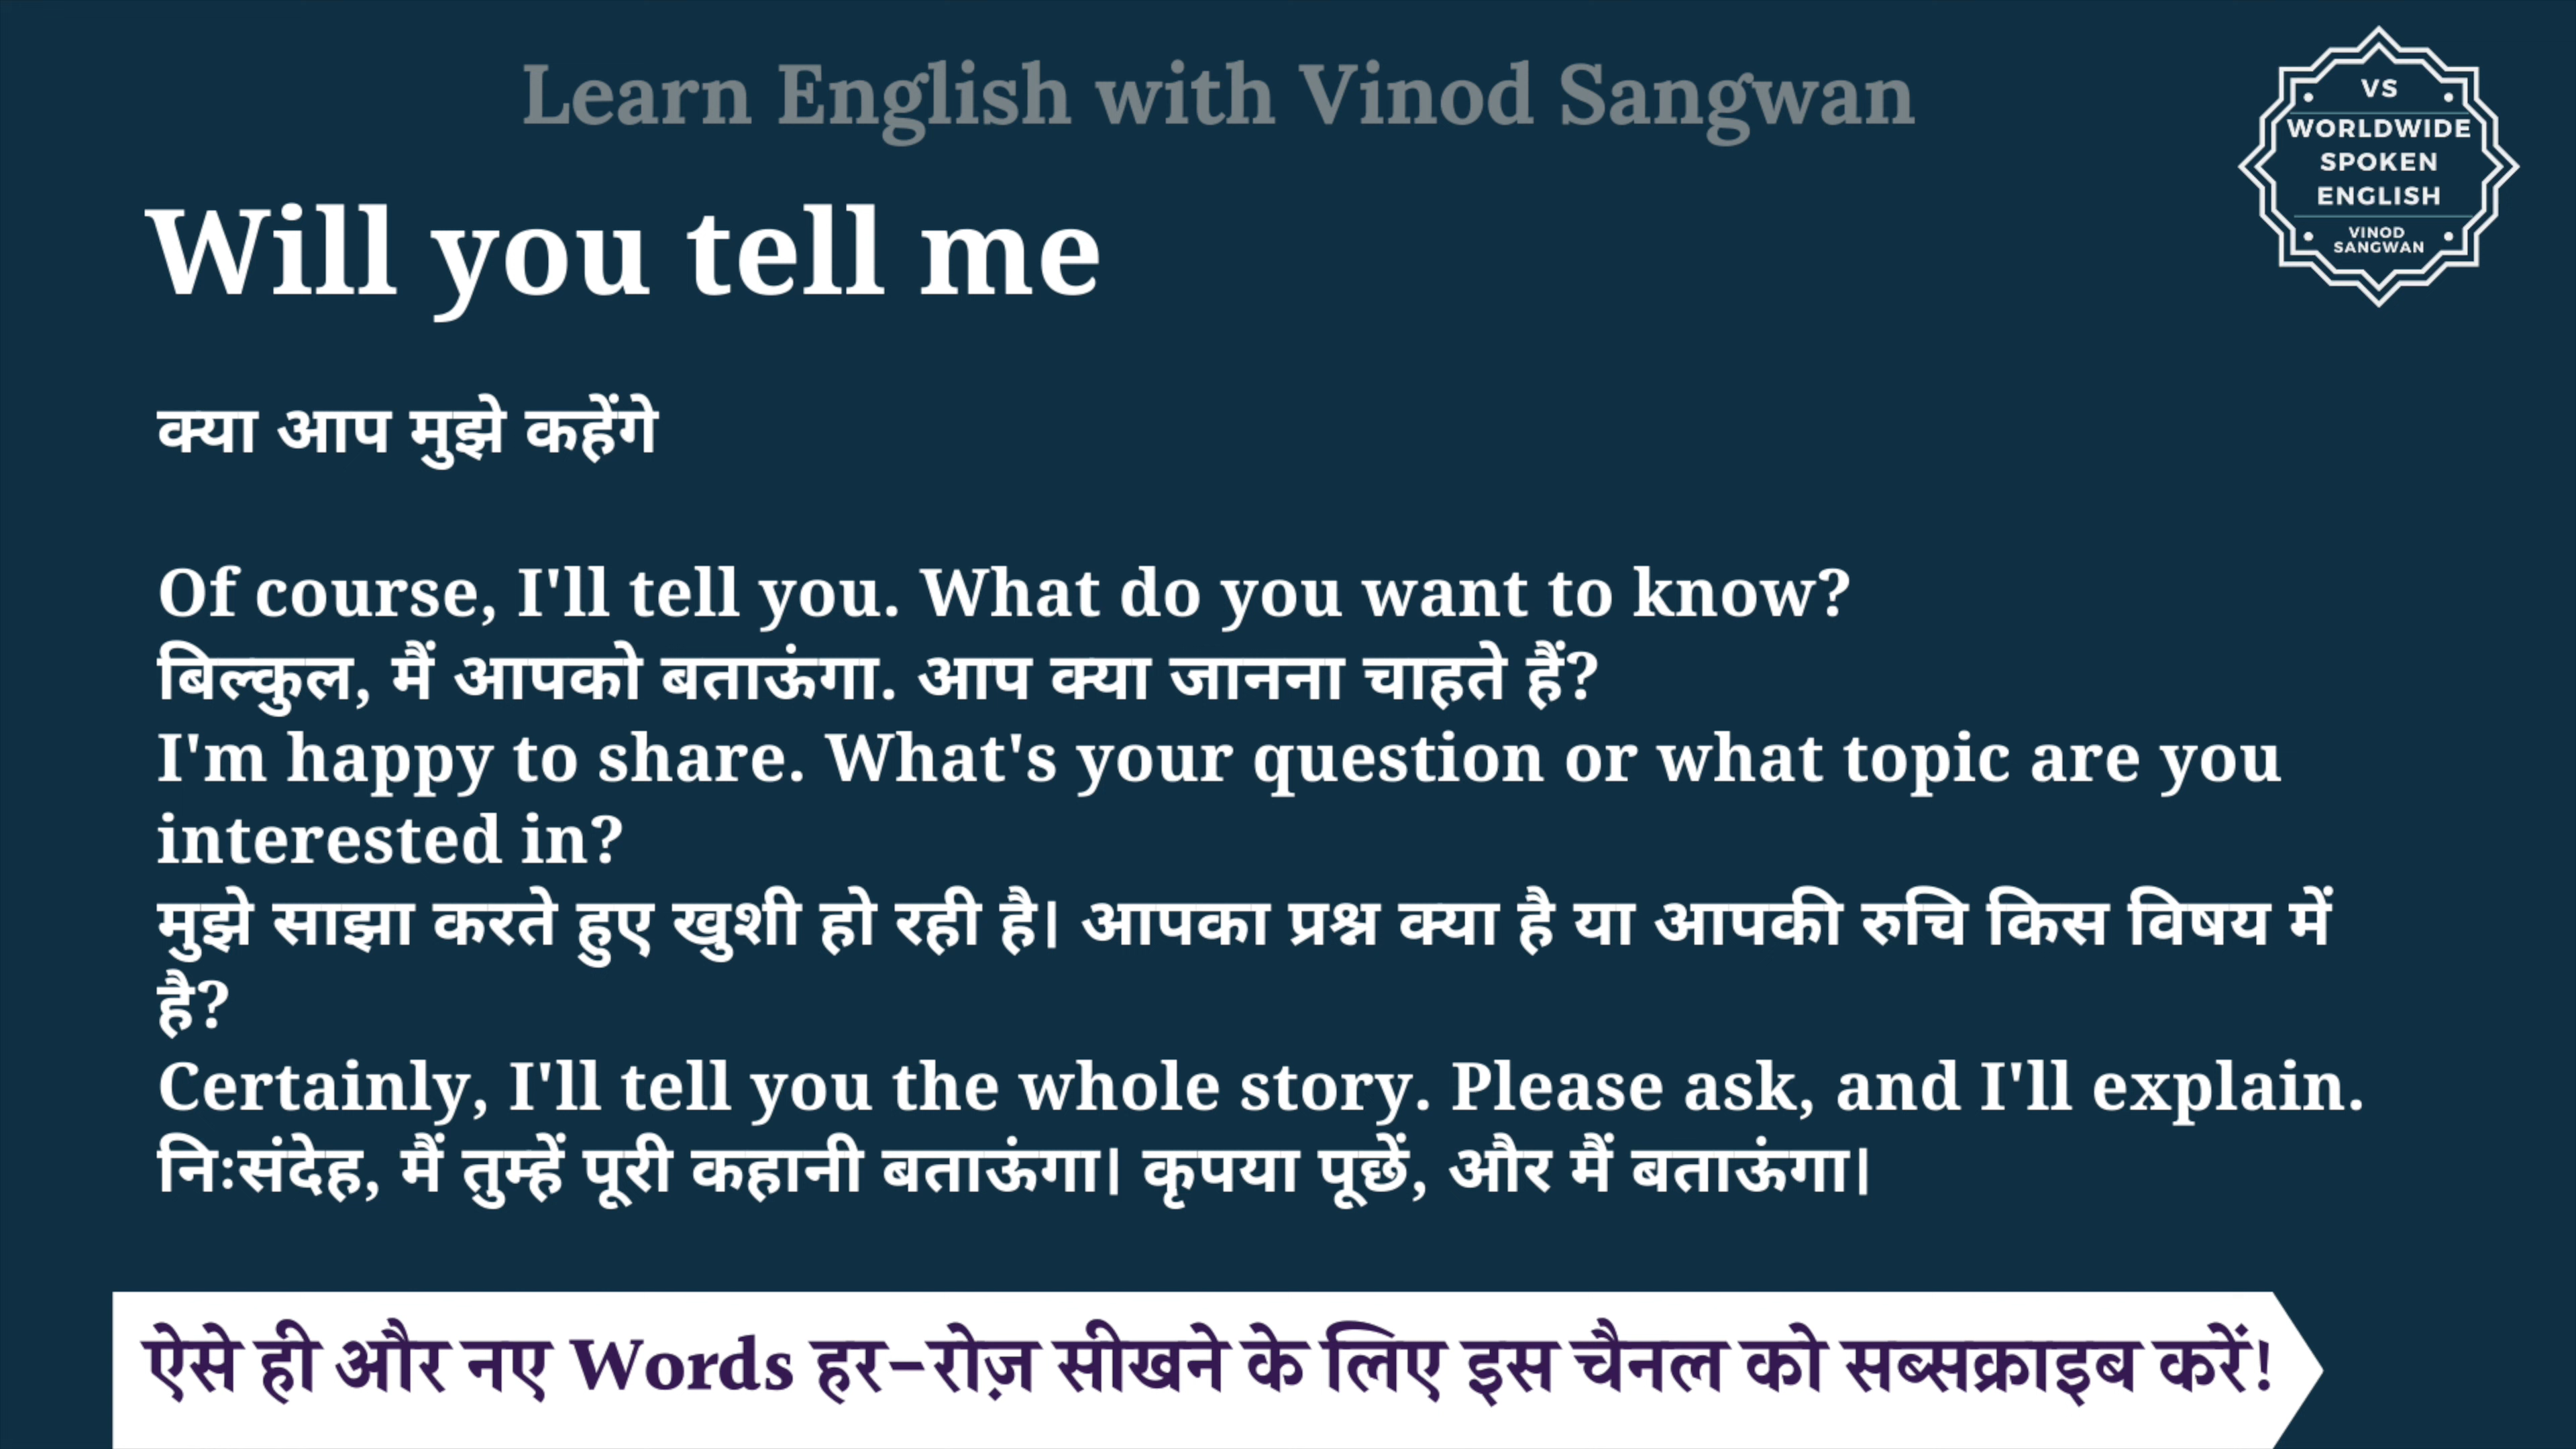 Learn English with Vinod Sangwan
VS
WORLDWIDE
SPOKEN
ENGLISH
VINOD
SANGWAN
Will you tell me
क्या आप मुझे कहेंगे
Of course, I'll tell you. What do you want to know?
बिल्कुल, मैं आपको बताऊंगा. आप क्या जानना चाहते हैं?
I'm happy to share. What's your question or what topic are you
interested in?
मुझे साझा करते हुए खुशी हो रही है। आपका प्रश्न क्या है या आपकी रुचि किस विषय में
है?
Certainly, I'll tell you the whole story. Please ask, and I'll explain.
निःसंदेह, मैं तुम्हें पूरी कहानी बताऊंगा। कृपया पूछें, और मैं बताऊंगा।
ऐसे ही और नए Words हर-रोज़ सीखने के लिए इस चैनल को सब्सक्राइब करें!